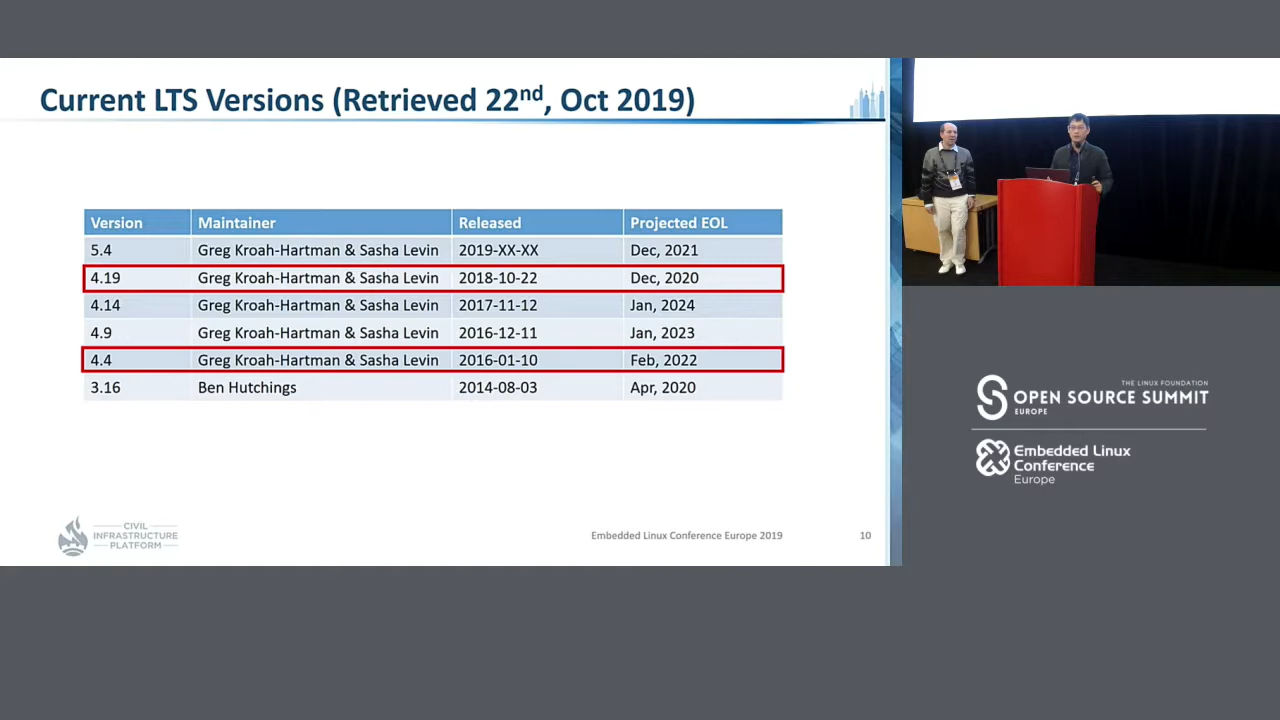 Current LTS Versions (Retrieved 22nd, Oct 2019)
Version Maintainer Released Projected EOL
5.4 Greg Kroah-Hartman & Sasha Levin 2019-XX-XX Dec, 2021
4.19 Greg Kroah-Hartman & Sasha Levin 2018-10-22 Dec, 2020
4.14 Greg Kroah-Hartman & Sasha Levin 2017-11-12 Jan, 2024
4.9 Greg Kroah-Hartman & Sasha Levin 2016-12-11 Jan, 2023
4.4 Greg Kroah-Hartman & Sasha Levin 2016-01-10 Feb, 2022
3.16 Ben Hutchings 2014-08-03 Apr, 2020
CIVIL
INFRASTRUCTURE
PLATFORM
Embedded Linux Conference Europe 2019 10
THE LINUX FOUNDATION
OPEN SOURCE SUMMIT
EUROPE
Embedded Linux
Conference
Europe